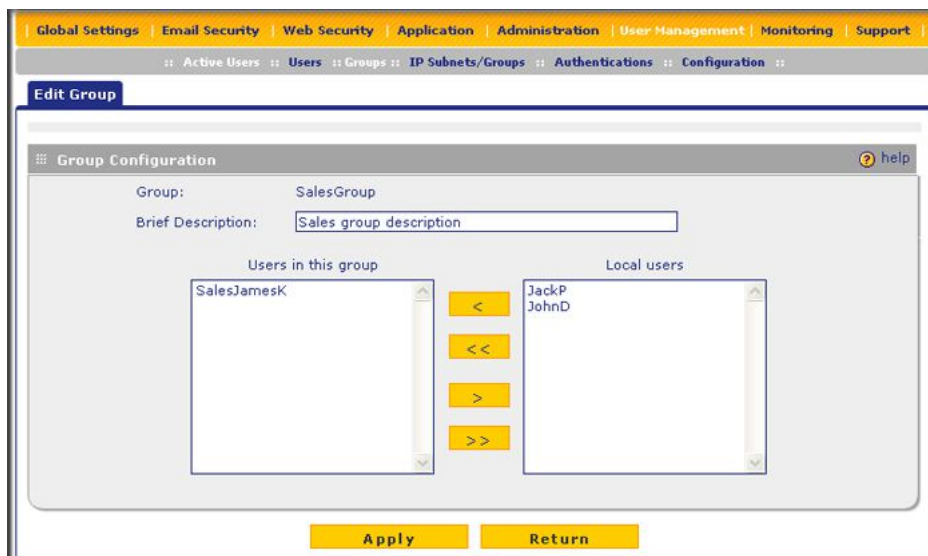 Global Settings | Email Security | Web Security | Application | Administration | User Management | Monitoring | Support
:: Active Users :: Users :: Groups :: IP Subnets/Groups :: Authentications :: Configuration ::
Edit Group
Group Configuration ? help
Group: SalesGroup
Brief Description: Sales group description
Users in this group Local users
SalesJamesK JackP
JohnD
<
<<
>
>>
Apply Return